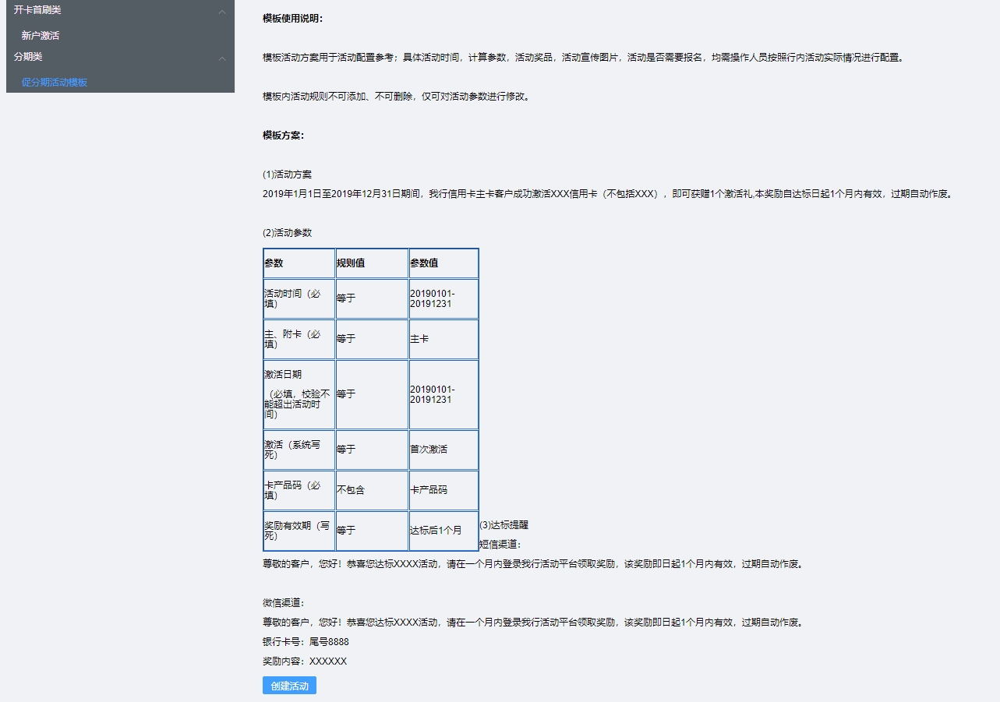 开卡首刷类
新户激活
分期类
促分期活动模板
模板使用说明：
模板活动方案用于活动配置参考；具体活动时间，计算参数，活动奖品，活动宣传图片，活动是否需要报名，均需操作人员按照行内活动实际情况进行配置。
模板内活动规则不可添加、不可删除，仅可对活动参数进行修改。
模板方案：
(1)活动方案
2019年1月1日至2019年12月31日期间，我行信用卡主卡客户成功激活XXX信用卡（不包括XXX），即可获赠1个激活礼,本奖励自达标日起1个月内有效，过期自动作废。
(2)活动参数
参数 规则值 参数值
活动时间（必
填） 等于 20190101-
20191231
主、附卡（必
填） 等于 主卡
激活日期
（必填，校验不
能超出活动时
间） 等于 20190101-
20191231
激活（系统写
死） 等于 首次激活
卡产品码（必
填） 不包含 卡产品码
奖励有效期（写
死） 等于 达标后1个月
(3)达标提醒
短信渠道：
尊敬的客户，您好！恭喜您达标XXXX活动，请在一个月内登录我行活动平台领取奖励，该奖励即日起1个月内有效，过期自动作废。
微信渠道：
尊敬的客户，您好！恭喜您达标XXXX活动，请在一个月内登录我行活动平台领取奖励，该奖励即日起1个月内有效，过期自动作废。
银行卡号：尾号8888
奖励内容：XXXXXX
创建活动